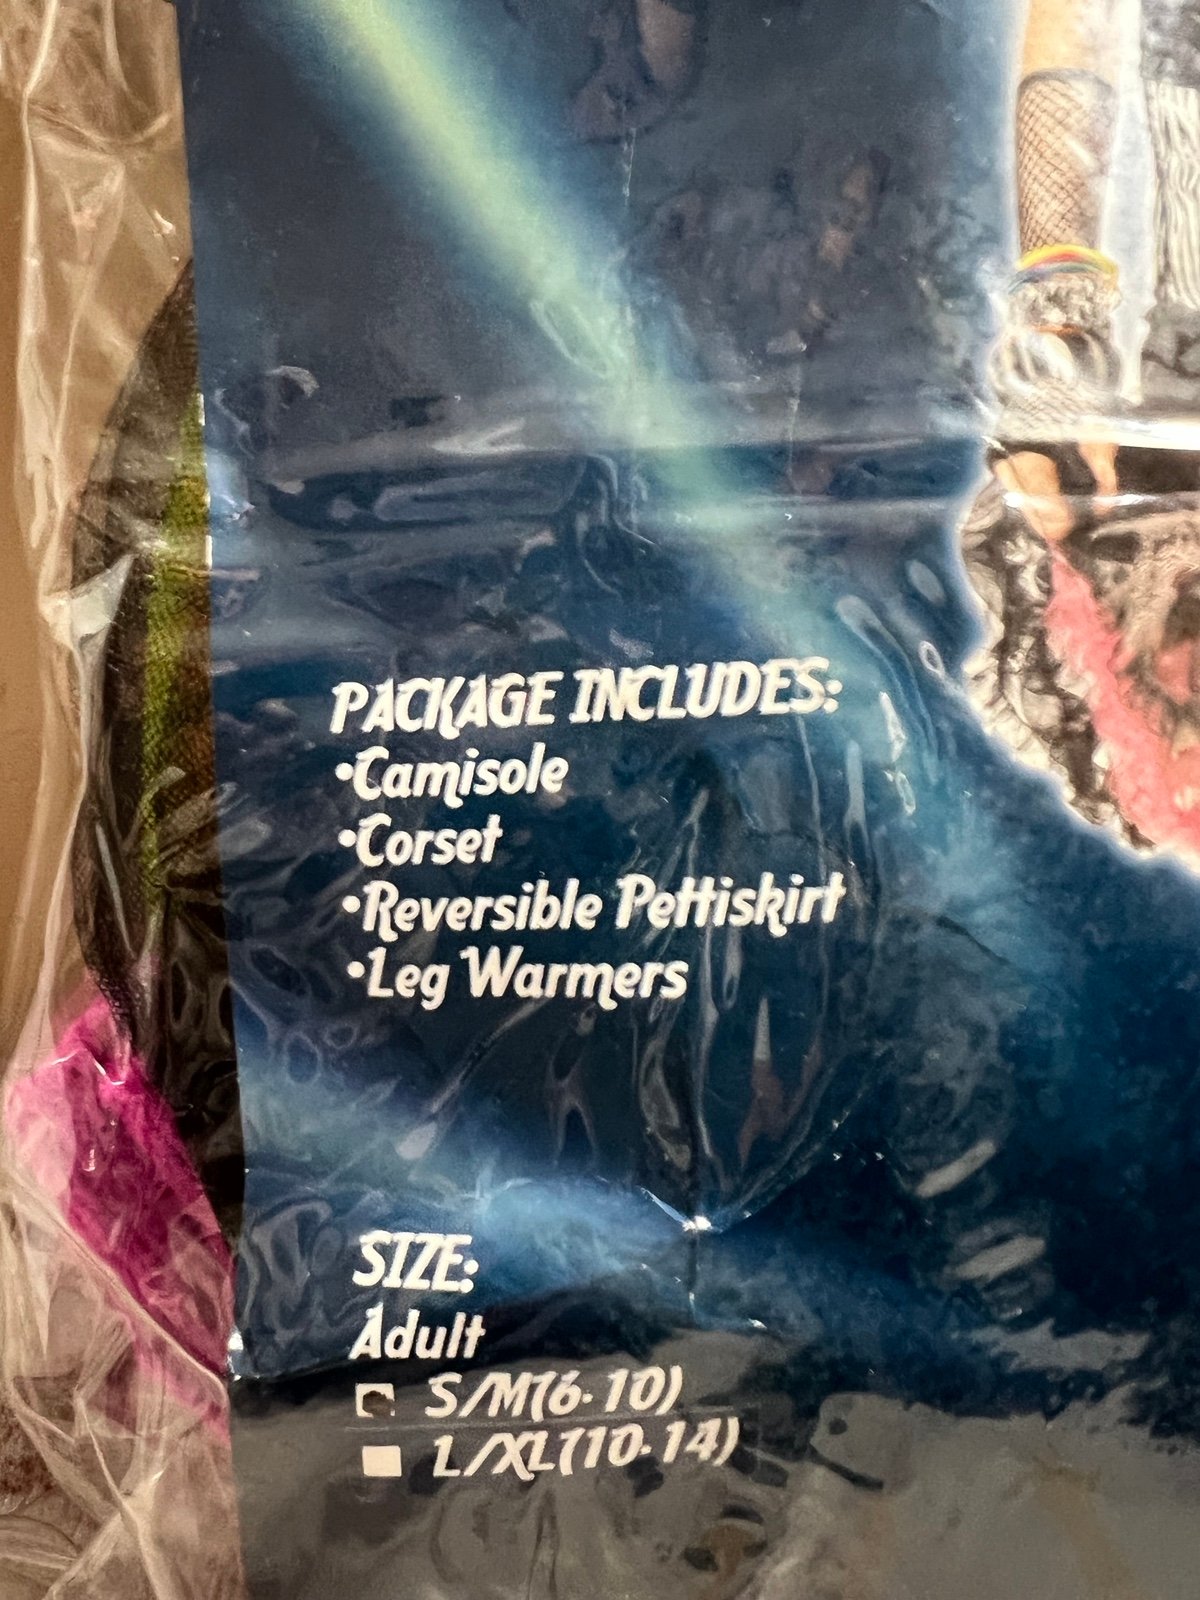 PACKAGE INCLUDES:
•Camisole
•Corset
•Reversible Pettiskirt
•Leg Warmers
SIZE:
Adult
S/M(6-10)
L/XL(10-14)